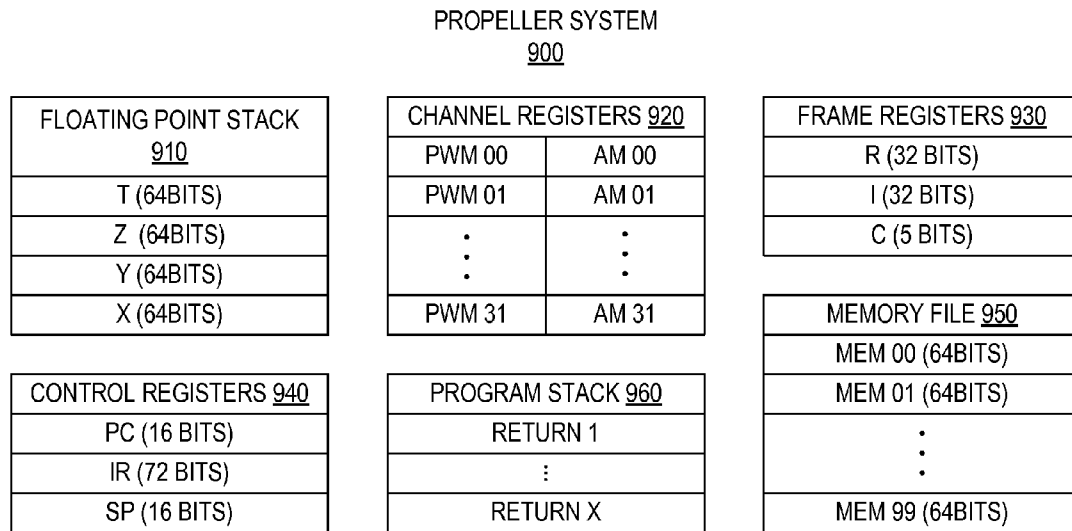 PROPELLER SYSTEM
900
FLOATING POINT STACK
910
T (64BITS)
Z (64BITS)
Y (64BITS)
X (64BITS)
CHANNEL REGISTERS 920
PWM 00 AM 00
PWM 01 AM 01
PWM 31 AM 31
FRAME REGISTERS 930
R (32 BITS)
I (32 BITS)
C (5 BITS)
CONTROL REGISTERS 940
PC (16 BITS)
IR (72 BITS)
SP (16 BITS)
PROGRAM STACK 960
RETURN 1
RETURN X
MEMORY FILE 950
MEM 00 (64BITS)
MEM 01 (64BITS)
MEM 99 (64BITS)